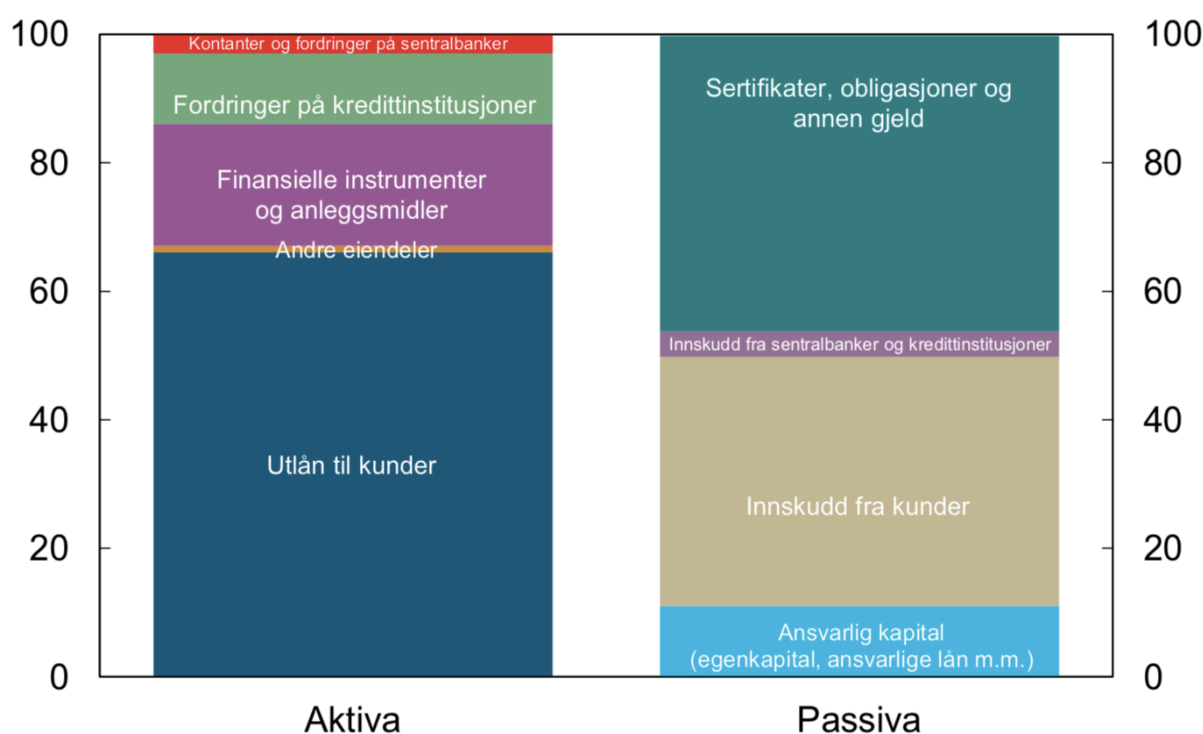 100
80
60
40
20
0
Kontanter og fordringer på sentralbanker
Fordringer på kredittinstitusjoner
Finansielle instrumenter
og anleggsmidler
Andre eiendeler
Utlån til kunder
Aktiva
Sertifikater, obligasjoner og
annen gjeld
Innskudd fra sentralbanker og kredittinstitusjoner
Innskudd fra kunder
Ansvarlig kapital
(egenkapital, ansvarlige lån m.m.)
Passiva
100
80
60
40
20
0